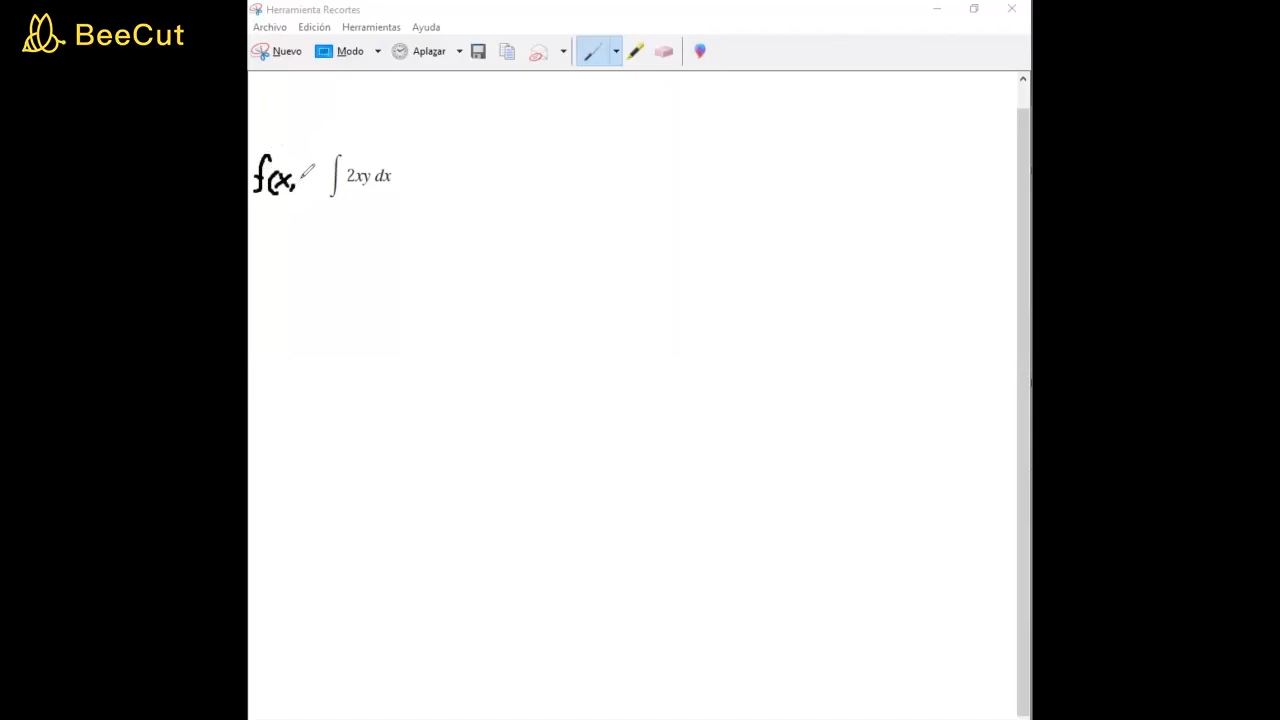 BeeCut
Herramienta Recortes
Archivo Edición Herramientas Ayuda
Nuevo Modo Aplazar
f(x, ∫ 2xy dx